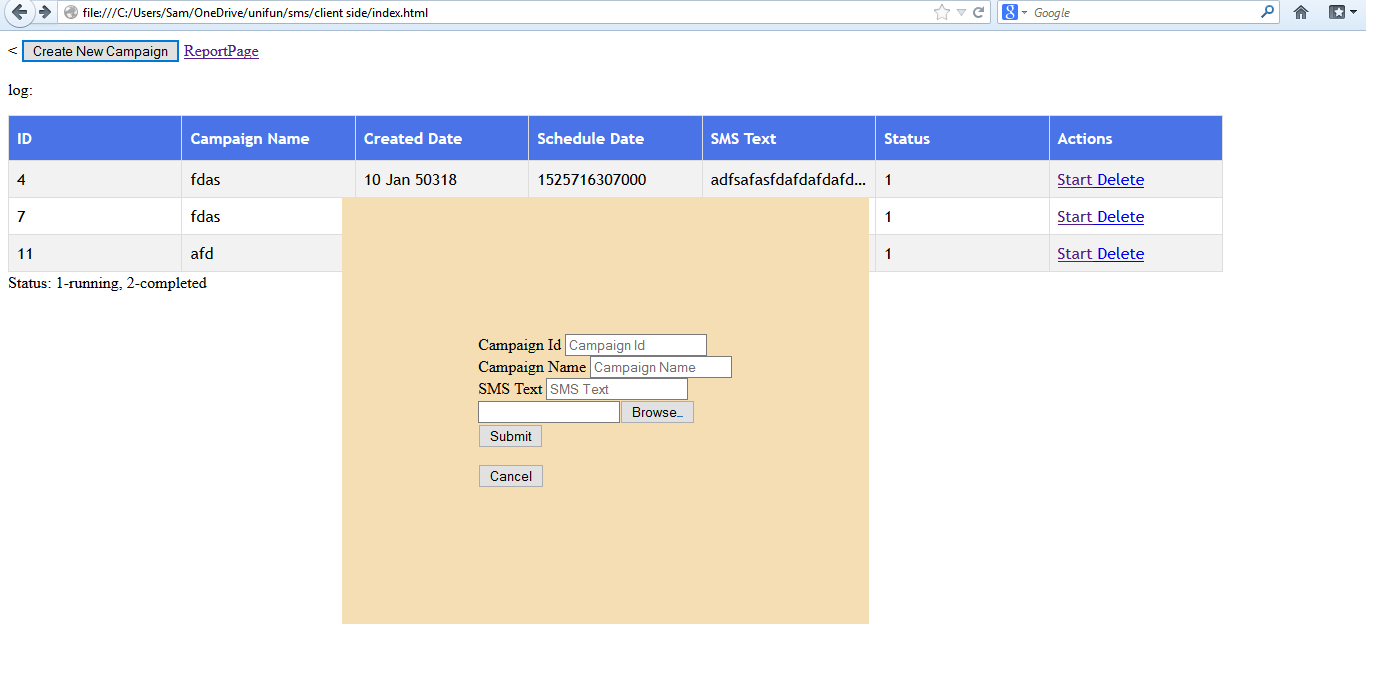 file:///C:/Users/Sam/OneDrive/unifun/sms/client side/index.html
8 Google
< Create New Campaign ReportPage
log:
ID Campaign Name Created Date Schedule Date SMS Text Status Actions
4 fdas 10 Jan 50318 1525716307000 adfsafasfdafdafdafd... 1 Start Delete
7 fdas 1 Start Delete
11 afd 1 Start Delete
Status: 1-running, 2-completed
Campaign Id Campaign Id
Campaign Name Campaign Name
SMS Text SMS Text
Browse...
Submit
Cancel